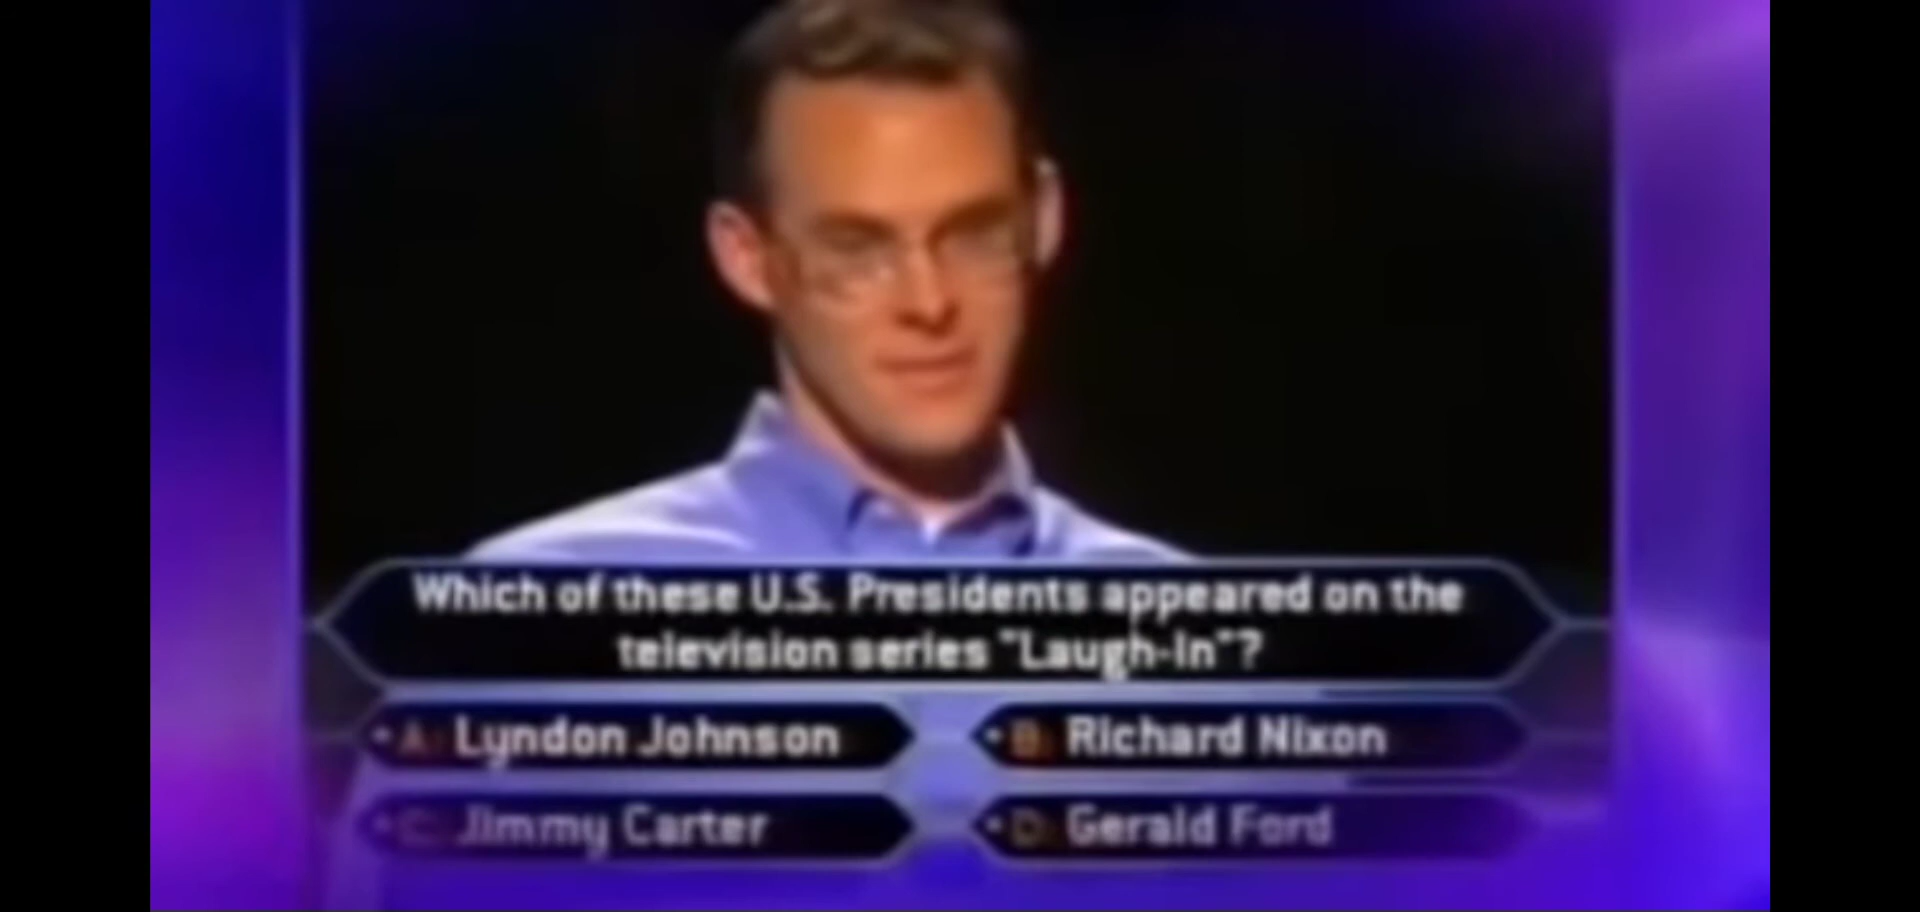 Which of these U.S. Presidents appeared on the
television series "Laugh-In"?
A: Lyndon Johnson
B: Richard Nixon
C: Jimmy Carter
D: Gerald Ford